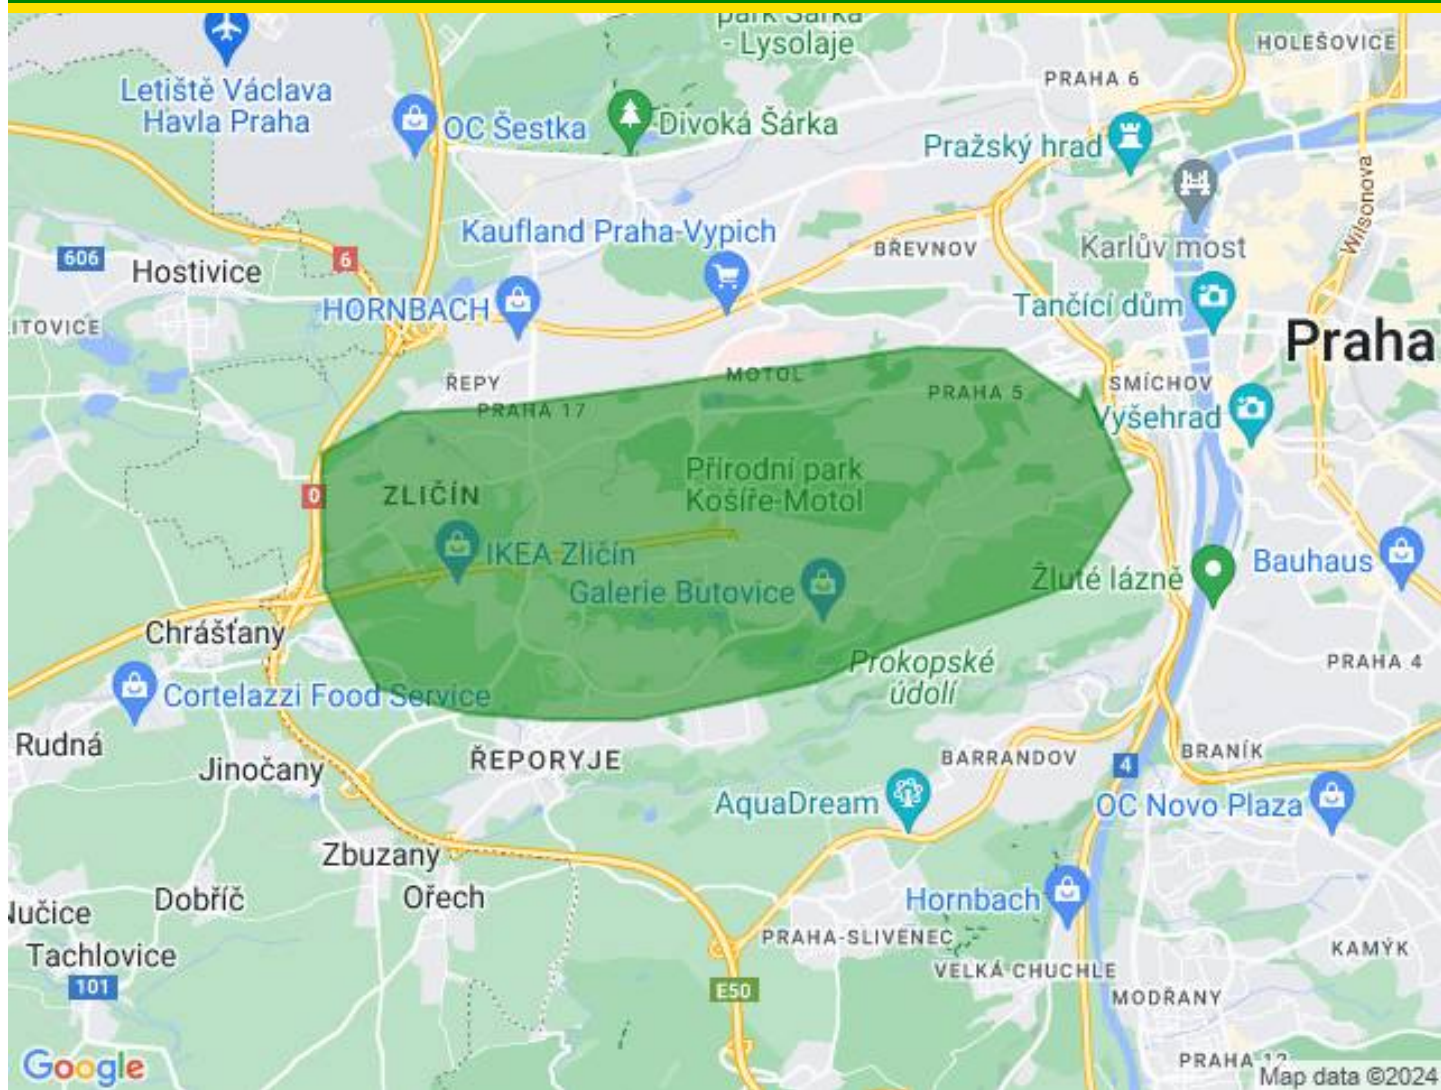 park Šárka
- Lysolaje
HOLEŠOVICE
PRAHA 6
Letiště Václava
Havla Praha
OC Šestka
Divoká Šárka
Pražský hrad
Wilsonova
Kaufland Praha-Vypich
BŘEVNOV
Karlův most
606
Hostivice
6
HORNBACH
Tančící dům
ITOVICE
Praha
ŘEPY
MOTOL
PRAHA 17
PRAHA 5
SMÍCHOV
Vyšehrad
Přírodní park
Košíře-Motol
0
ZLIČÍN
IKEA Zličín
Galerie Butovice
Žluté lázně
Bauhaus
Chrášťany
Prokopské
údolí
PRAHA 4
Cortelazzi Food Service
Rudná
Jinočany
ŘEPORYJE
BARRANDOV
4
BRANÍK
AquaDream
OC Novo Plaza
Zbuzany
Dobříč
Ořech
Hornbach
Nučice
Tachlovice
PRAHA-SLIVENEC
KAMÝK
VELKÁ CHUCHLE
101
E50
MODŘANY
PRAHA 12
Google
Map data ©2024